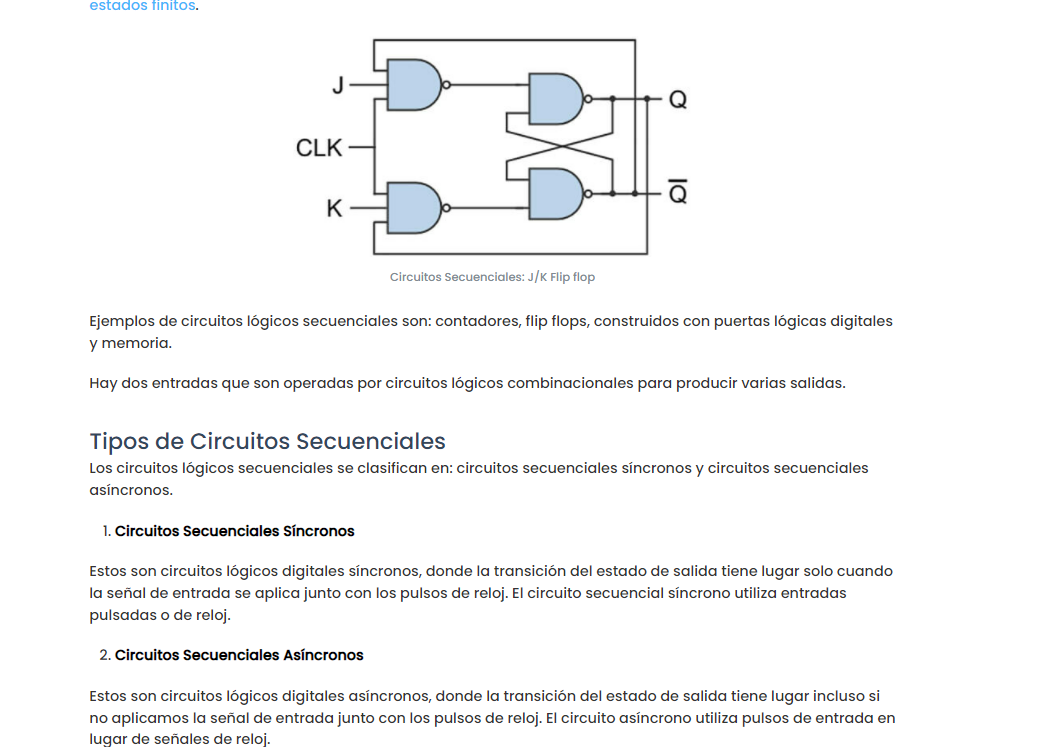 estados finitos.
J
Q
CLK
K
Q̅
Circuitos Secuenciales: J/K Flip flop
Ejemplos de circuitos lógicos secuenciales son: contadores, flip flops, construidos con puertas lógicas digitales
y memoria.
Hay dos entradas que son operadas por circuitos lógicos combinacionales para producir varias salidas.
Tipos de Circuitos Secuenciales
Los circuitos lógicos secuenciales se clasifican en: circuitos secuenciales síncronos y circuitos secuenciales
asíncronos.
1. Circuitos Secuenciales Síncronos
Estos son circuitos lógicos digitales síncronos, donde la transición del estado de salida tiene lugar solo cuando
la señal de entrada se aplica junto con los pulsos de reloj. El circuito secuencial síncrono utiliza entradas
pulsadas o de reloj.
2. Circuitos Secuenciales Asíncronos
Estos son circuitos lógicos digitales asíncronos, donde la transición del estado de salida tiene lugar incluso si
no aplicamos la señal de entrada junto con los pulsos de reloj. El circuito asíncrono utiliza pulsos de entrada en
lugar de señales de reloj.